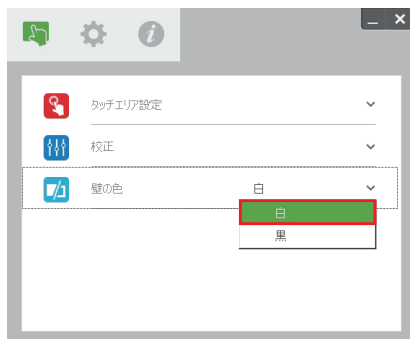 タッチエリア設定
校正
壁の色 白
白
黒